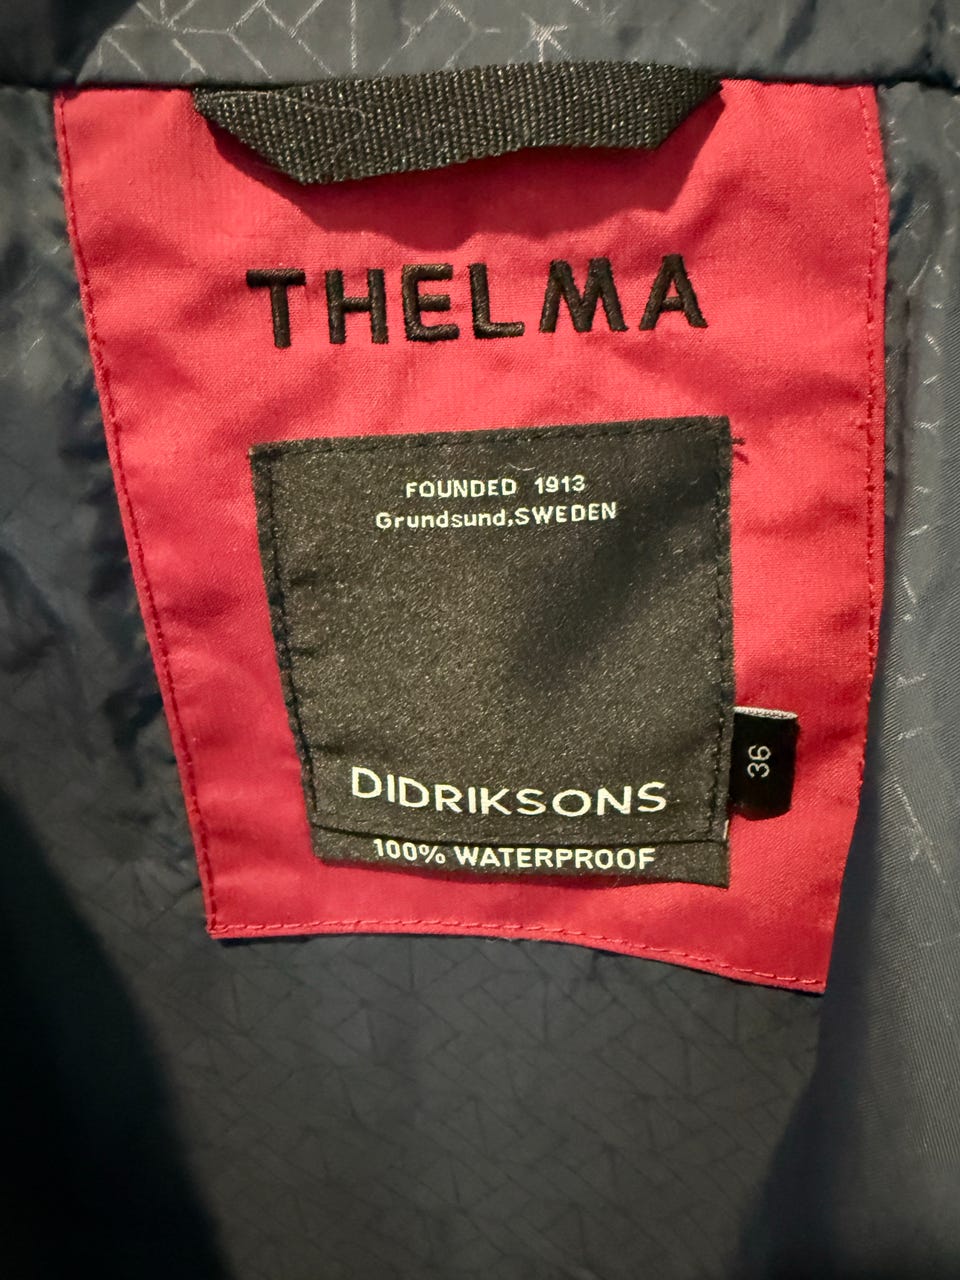 THELMA
FOUNDED 1913
Grundsund,SWEDEN
DIDRIKSONS
36
100% WATERPROOF